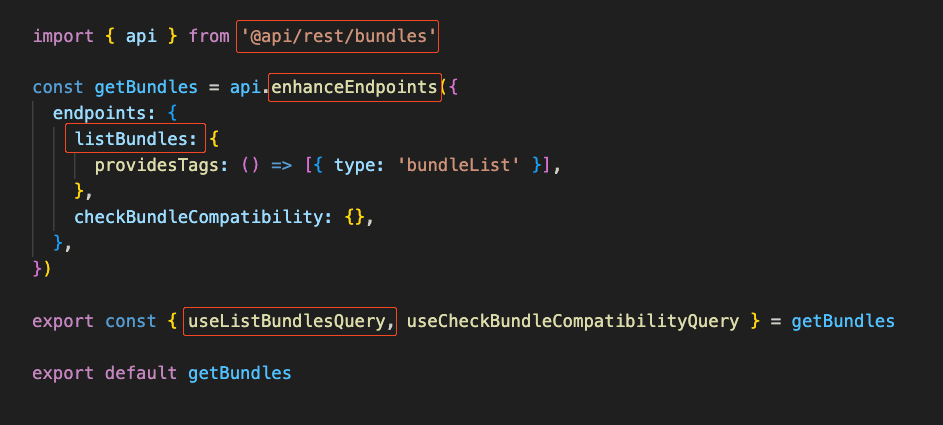 import { api } from '@api/rest/bundles'
const getBundles = api.enhanceEndpoints({
endpoints: {
listBundles: {
providesTags: () => [{ type: 'bundleList' }],
},
checkBundleCompatibility: {},
},
})
export const { useListBundlesQuery, useCheckBundleCompatibilityQuery } = getBundles
export default getBundles